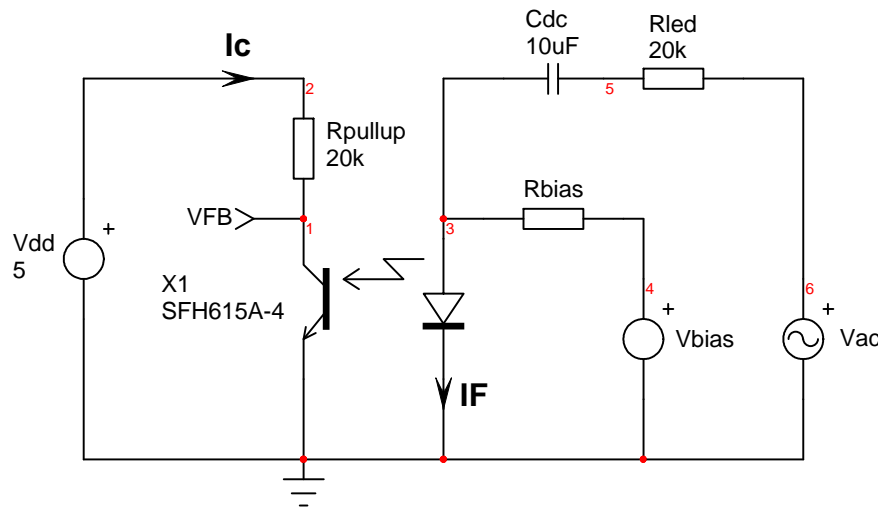 Ic
Cdc
10uF
Rled
20k
2
5
Rpullup
20k
Rbias
VFB
1
3
Vdd
5
+
X1
SFH615A-4
4
+
Vbias
6
+
Vac
IF